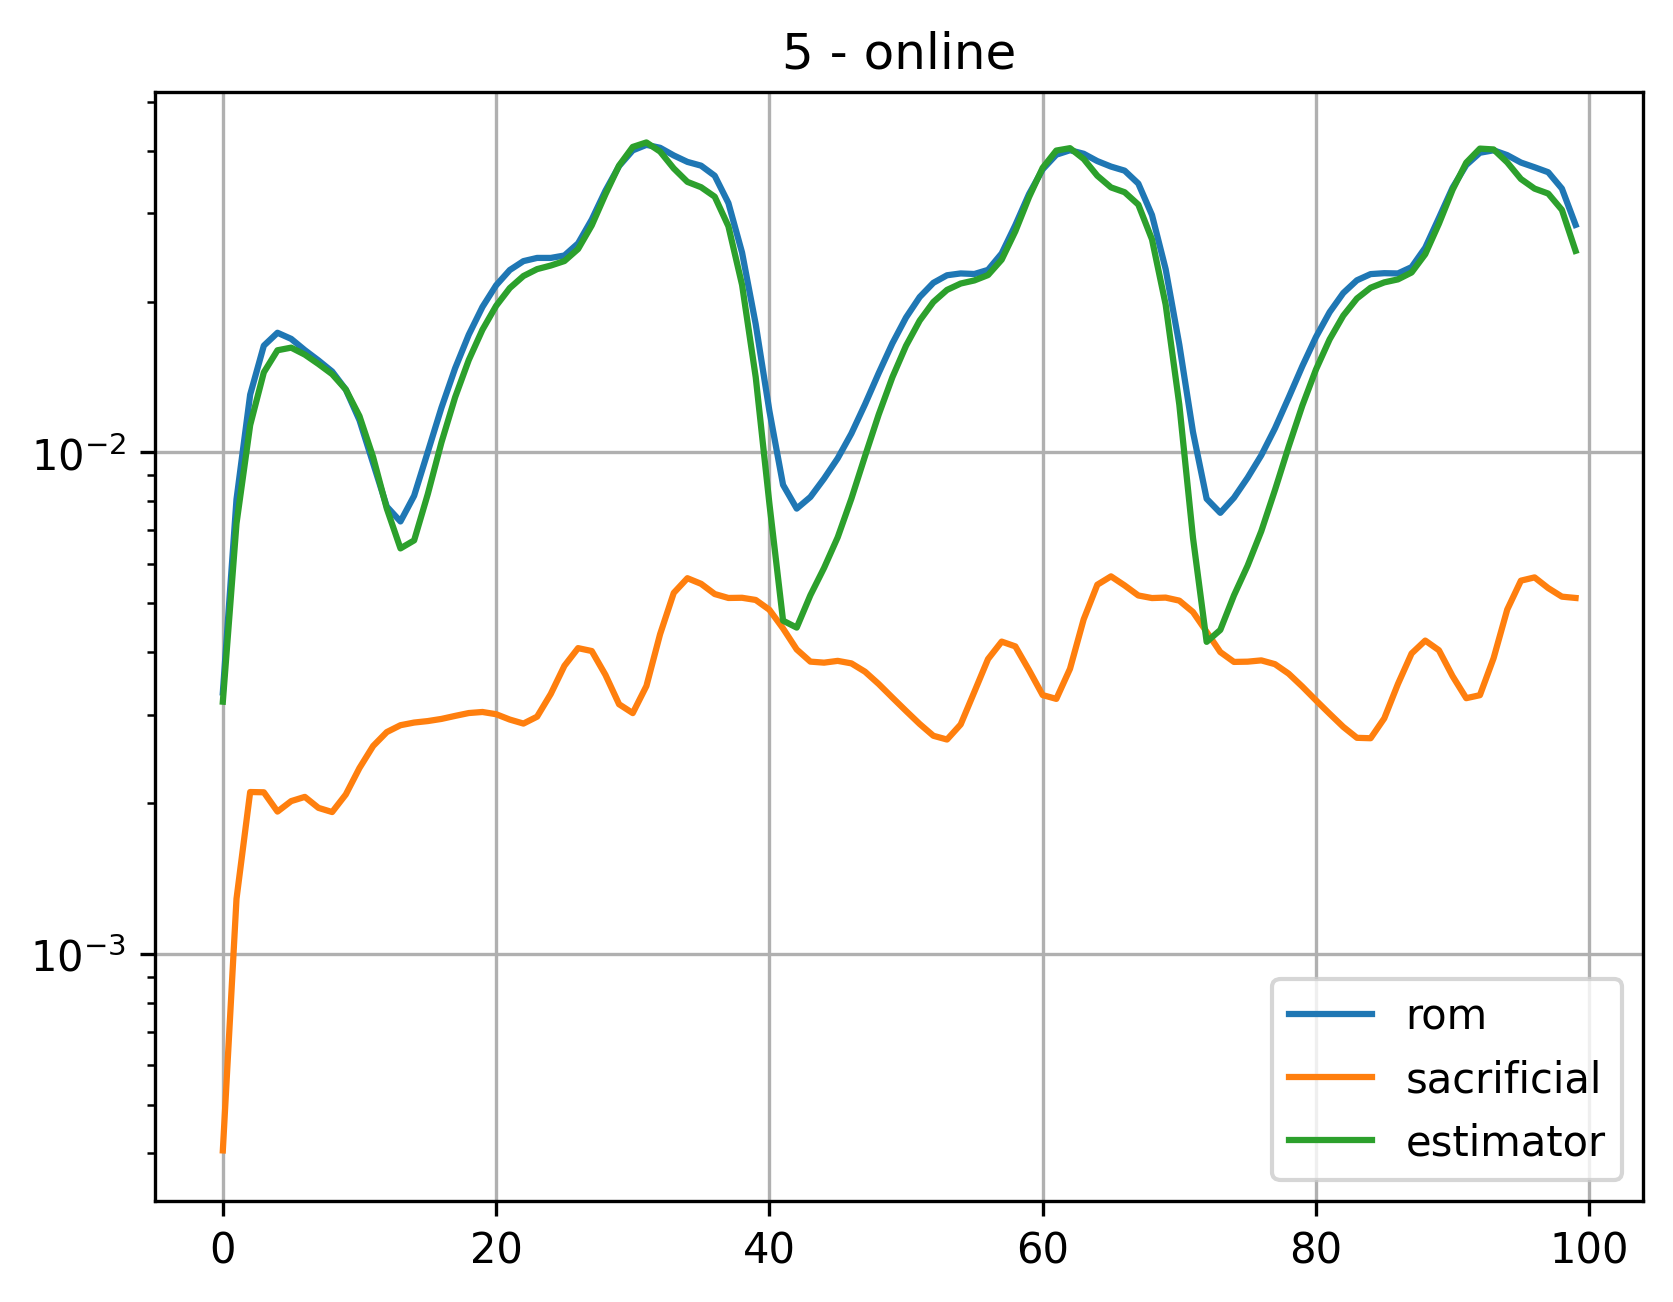 5 - online
10⁻²
10⁻³
0 20 40 60 80 100
rom
sacrificial
estimator